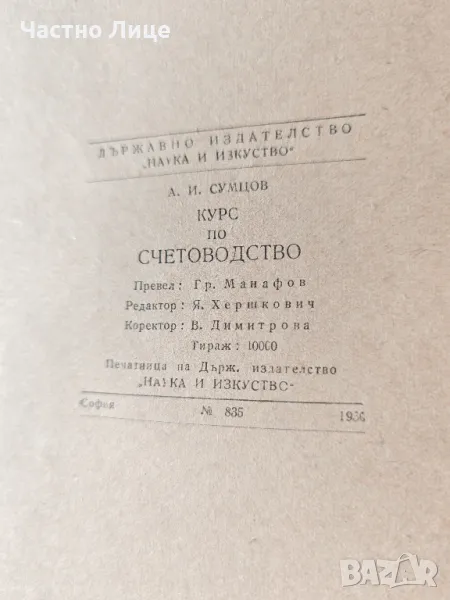 Частно Лице
ДЪРЖАВНО ИЗДАТЕЛСТВО
„НАУКА И ИЗКУСТВО“
А. И. СУМЦОВ
КУРС
ПО
СЧЕТОВОДСТВО
Превел: Гр. Манафов
Редактор: Я. Хершкович
Коректор: В. Димитрова
Тираж: 10000
Печатница на Държ. издателство
„НАУКА И ИЗКУСТВО“
София № 835
BAZAR